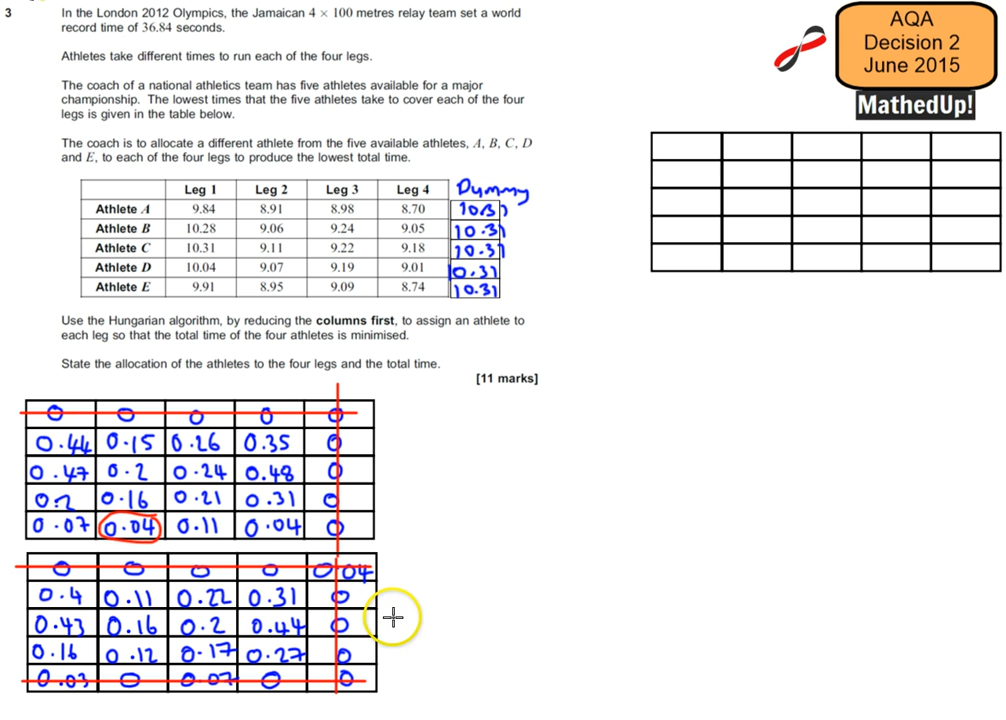 3 In the London 2012 Olympics, the Jamaican 4 × 100 metres relay team set a world
record time of 36.84 seconds.
Athletes take different times to run each of the four legs.
The coach of a national athletics team has five athletes available for a major
championship. The lowest times that the five athletes take to cover each of the four
legs is given in the table below.
The coach is to allocate a different athlete from the five available athletes, A, B, C, D
and E, to each of the four legs to produce the lowest total time.
AQA
Decision 2
June 2015
MathedUp!
Leg 1 Leg 2 Leg 3 Leg 4 Dummy
Athlete A 9.84 8.91 8.98 8.70 10.31
Athlete B 10.28 9.06 9.24 9.05 10.31
Athlete C 10.31 9.11 9.22 9.18 10.31
Athlete D 10.04 9.07 9.19 9.01 10.31
Athlete E 9.91 8.95 9.09 8.74 10.31
Use the Hungarian algorithm, by reducing the columns first, to assign an athlete to
each leg so that the total time of the four athletes is minimised.
State the allocation of the athletes to the four legs and the total time.
[11 marks]
0 0 0 0 0
0.44 0.15 0.26 0.35 0
0.47 0.2 0.24 0.48 0
0.2 0.16 0.21 0.31 0
0.07 0.04 0.11 0.04 0
0 0 0 0 0.04
0.4 0.11 0.22 0.31 0
0.43 0.16 0.2 0.44 0
0.16 0.12 0.17 0.27 0
0.03 0 0.07 0 0